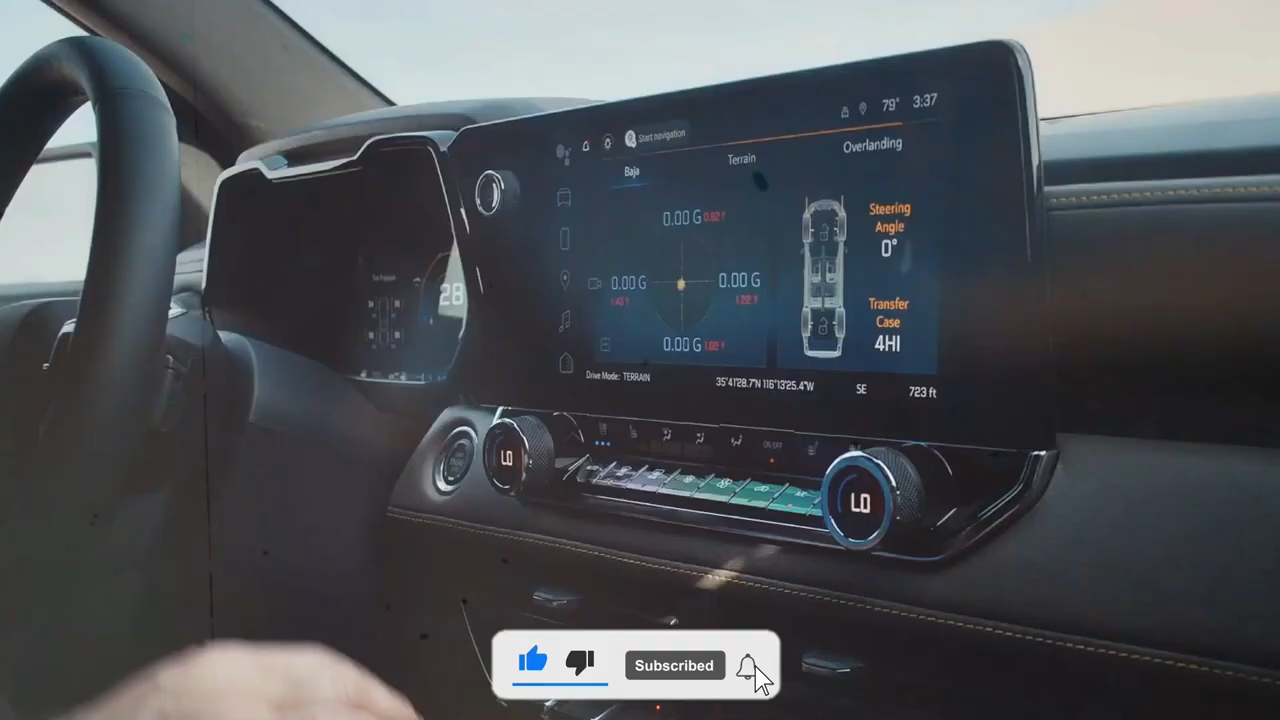 79° 3:37
Start navigation
Baja
Terrain
Overlanding
0.00 G
0.00 G
0.00 G
0.00 G
Steering
Angle
0°
Transfer
Case
4HI
28
Drive Mode: TERRAIN
35°41'28.7"N 116°13'25.4"W
SE
723 ft
LO
ON/OFF
LO
Subscribed